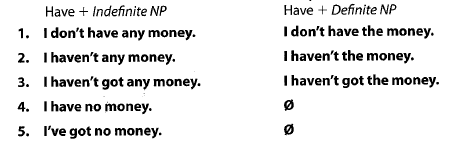 Have + Indefinite NP Have + Definite NP
1. I don't have any money. I don't have the money.
2. I haven't any money. I haven't the money.
3. I haven't got any money. I haven't got the money.
4. I have no money. Ø
5. I've got no money. Ø